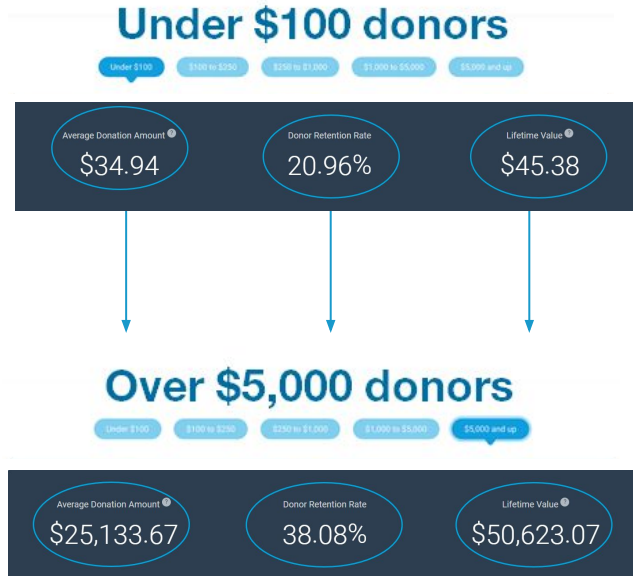 Under $100 donors
Under $100 $100 to $250 $250 to $1,000 $1,000 to $5,000 $5,000 and up
Average Donation Amount ? Donor Retention Rate Lifetime Value ?
$34.94 20.96% $45.38
Over $5,000 donors
Under $100 $100 to $250 $250 to $1,000 $1,000 to $5,000 $5,000 and up
Average Donation Amount ? Donor Retention Rate Lifetime Value ?
$25,133.67 38.08% $50,623.07